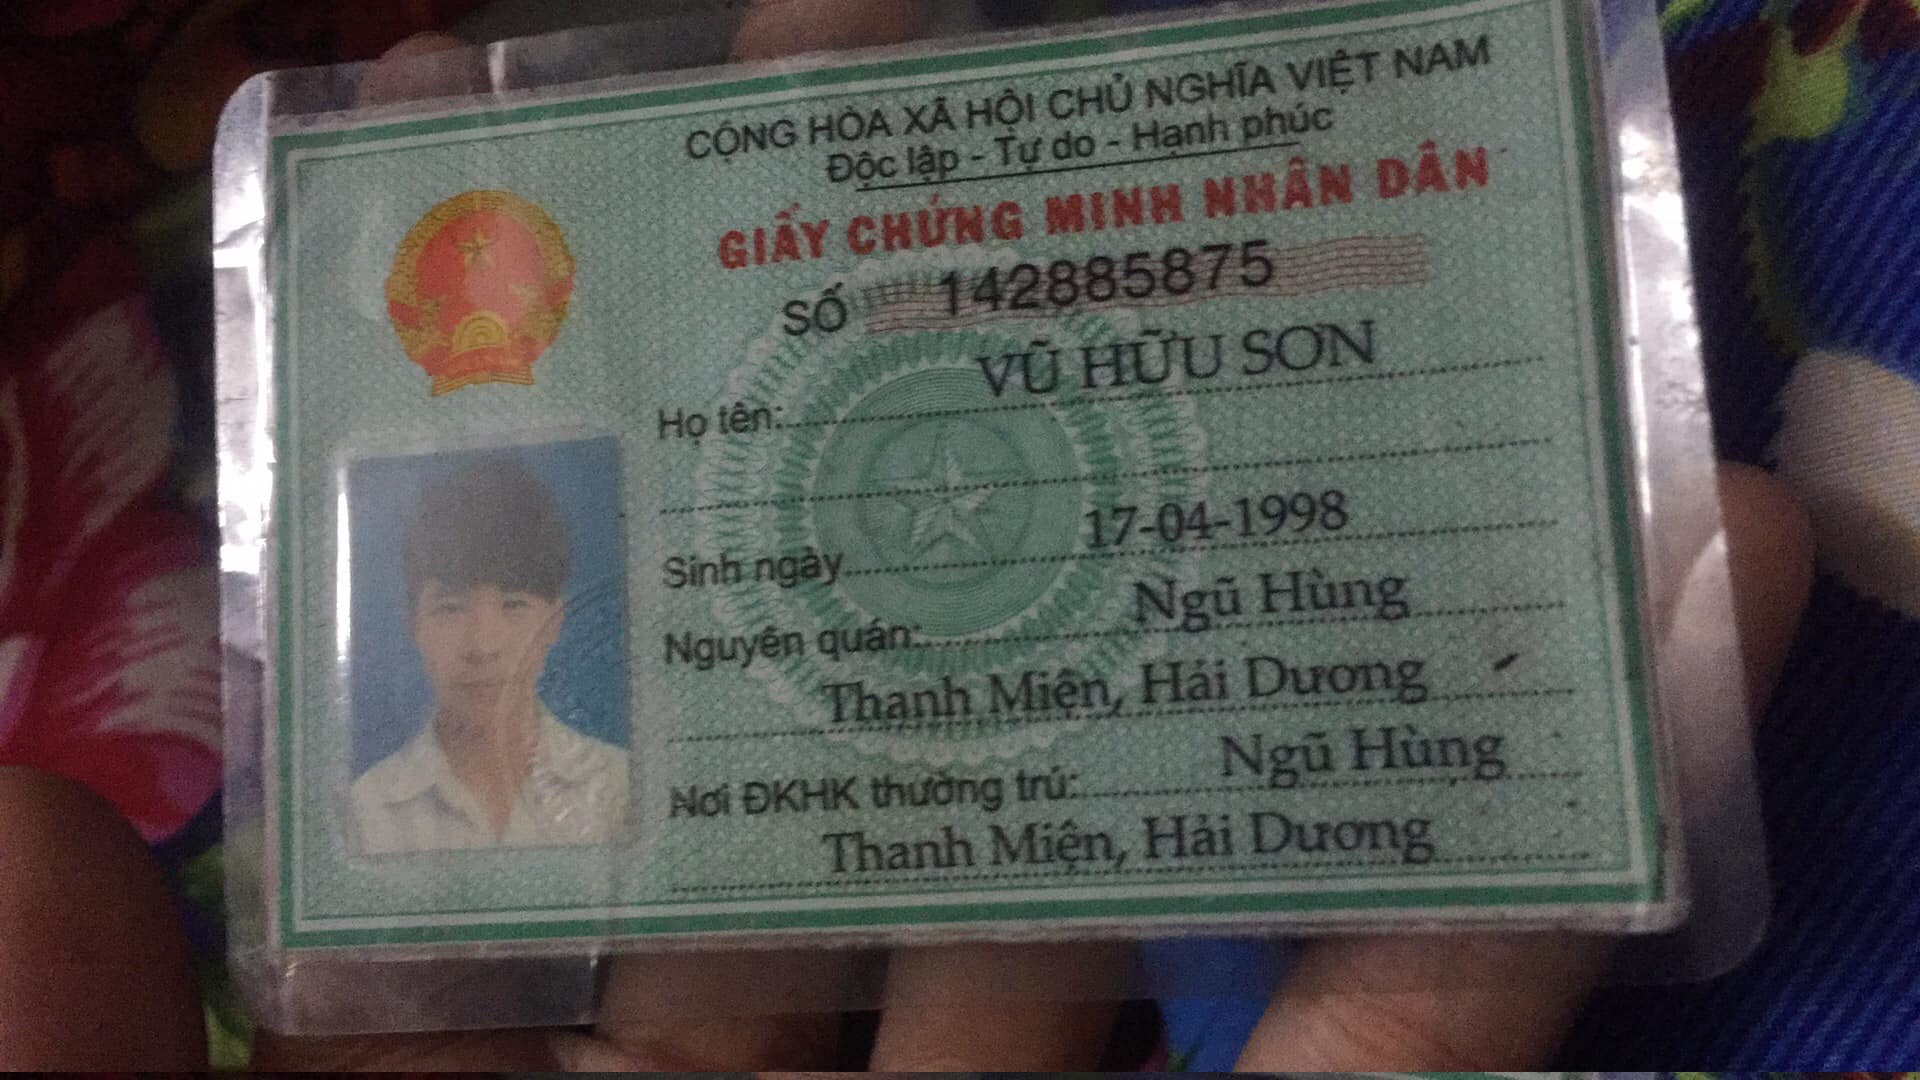 CỘNG HÒA XÃ HỘI CHỦ NGHĨA VIỆT NAM
Độc lập - Tự do - Hạnh phúc
GIẤY CHỨNG MINH NHÂN DÂN
SỐ 142885875
Họ tên: VŨ HỮU SƠN
Sinh ngày 17-04-1998
Nguyên quán: Ngũ Hùng
Thanh Miện, Hải Dương
Nơi ĐKHK thường trú: Ngũ Hùng
Thanh Miện, Hải Dương